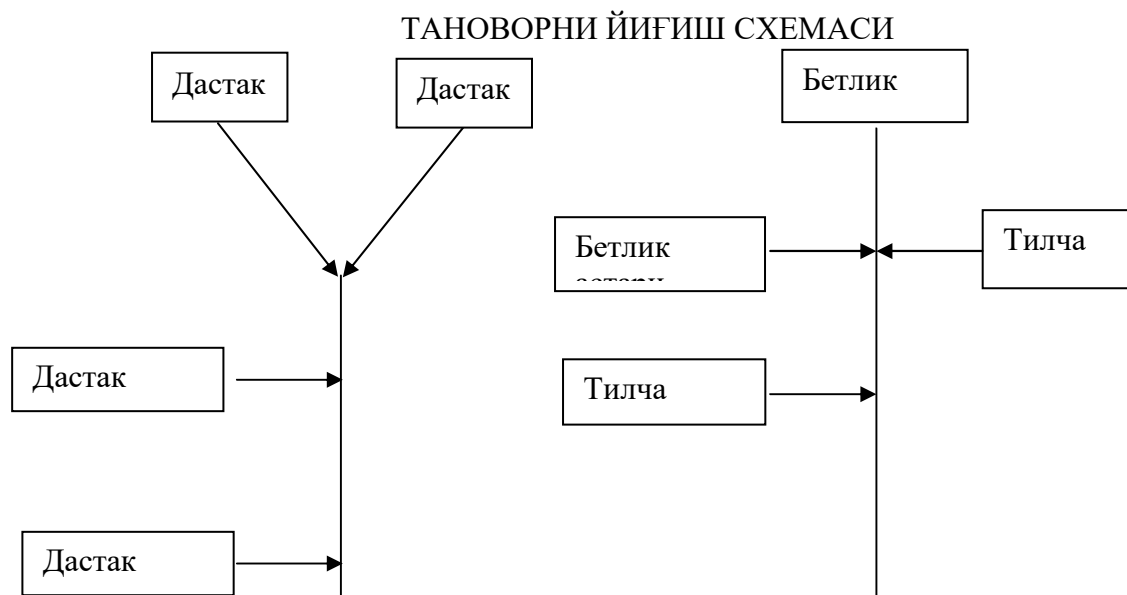 ТАНОВОРНИ ЙИҒИШ СХЕМАСИ
Дастак
Дастак
Бетлик
Бетлик
Тилча
Дастак
Тилча
Дастак